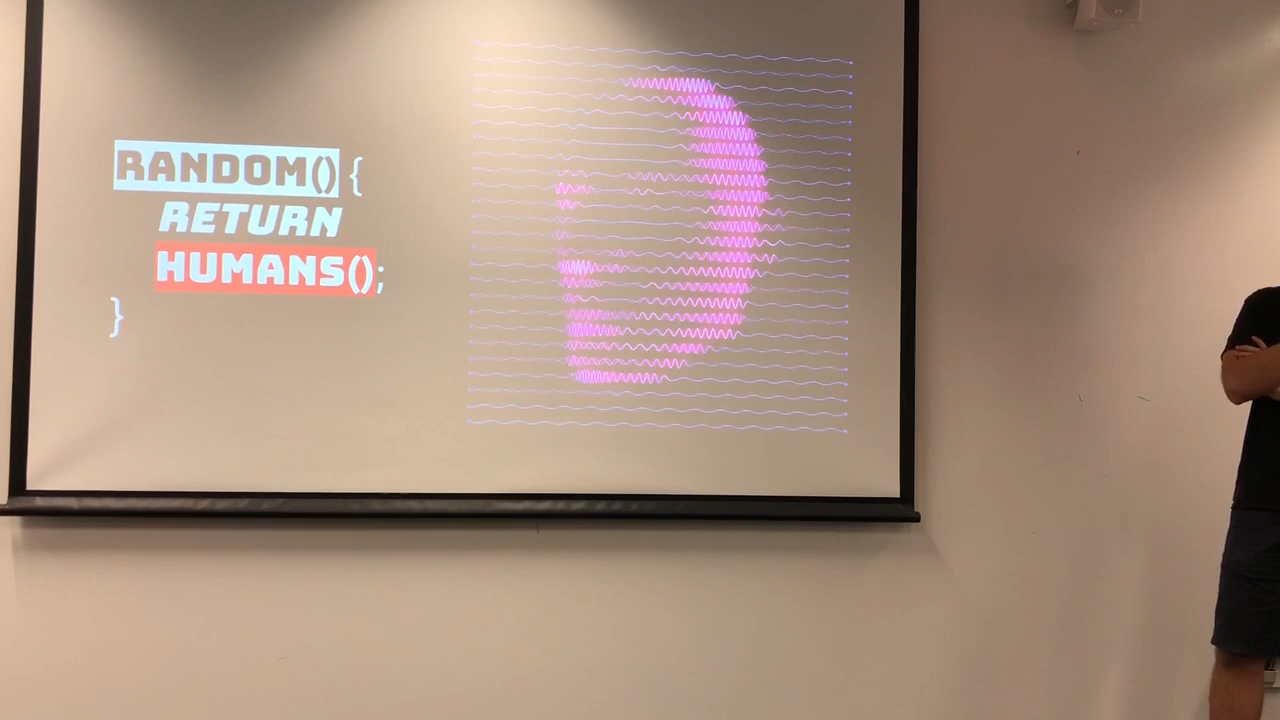 RANDOM() {
RETURN
HUMANS();
}